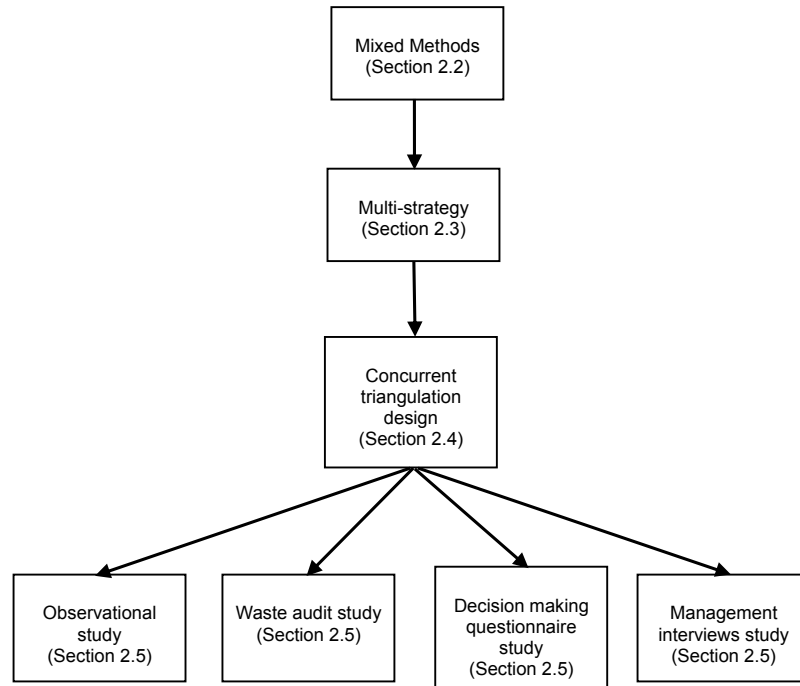 Mixed Methods
(Section 2.2)
Multi-strategy
(Section 2.3)
Concurrent
triangulation
design
(Section 2.4)
Observational
study
(Section 2.5)
Waste audit study
(Section 2.5)
Decision making
questionnaire
study
(Section 2.5)
Management
interviews study
(Section 2.5)